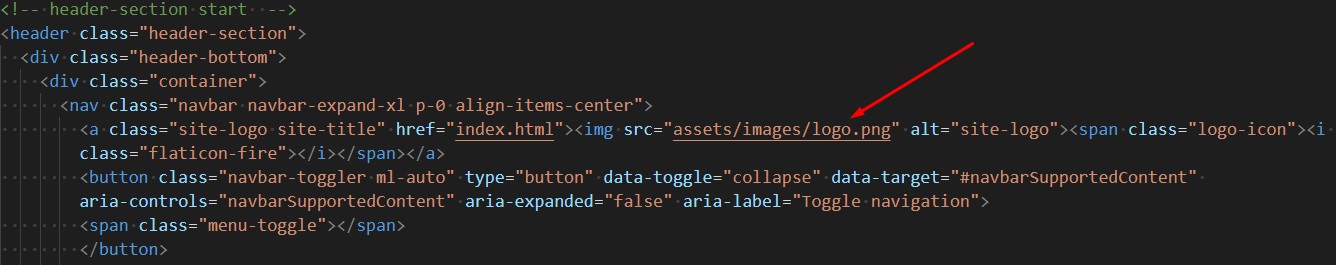 <!-- header-section start  -->
<header class="header-section">
<div class="header-bottom">
<div class="container">
<nav class="navbar navbar-expand-xl p-0 align-items-center">
<a class="site-logo site-title" href="index.html"><img src="assets/images/logo.png" alt="site-logo"><span class="logo-icon"><i
class="flaticon-fire"></i></span></a>
<button class="navbar-toggler ml-auto" type="button" data-toggle="collapse" data-target="#navbarSupportedContent"
aria-controls="navbarSupportedContent" aria-expanded="false" aria-label="Toggle navigation">
<span class="menu-toggle"></span>
</button>